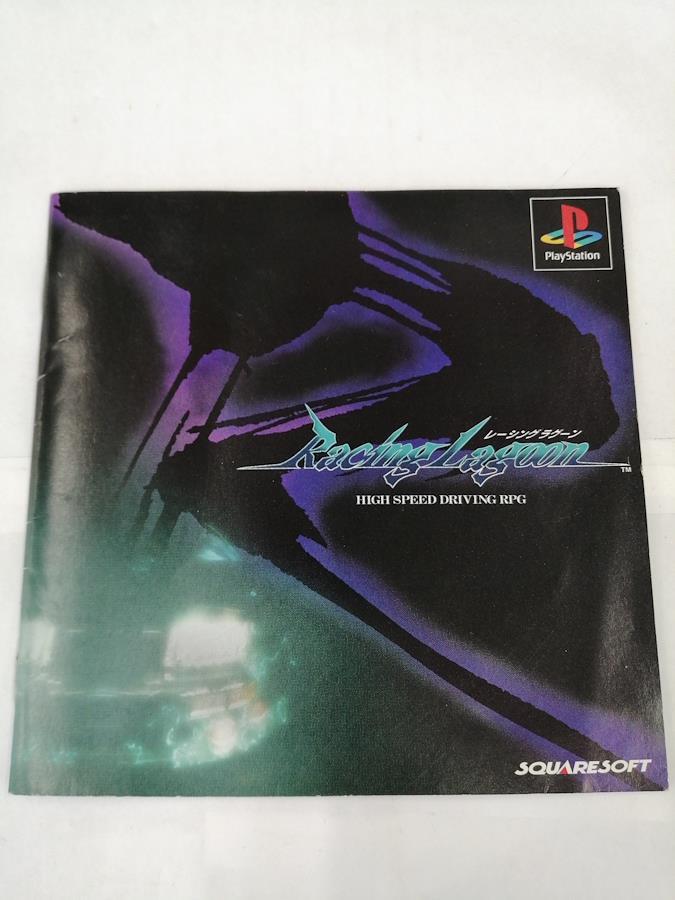 PlayStation
レーシングラグーン
Racing Lagoon
TM
HIGH SPEED DRIVING RPG
SQUARESOFT